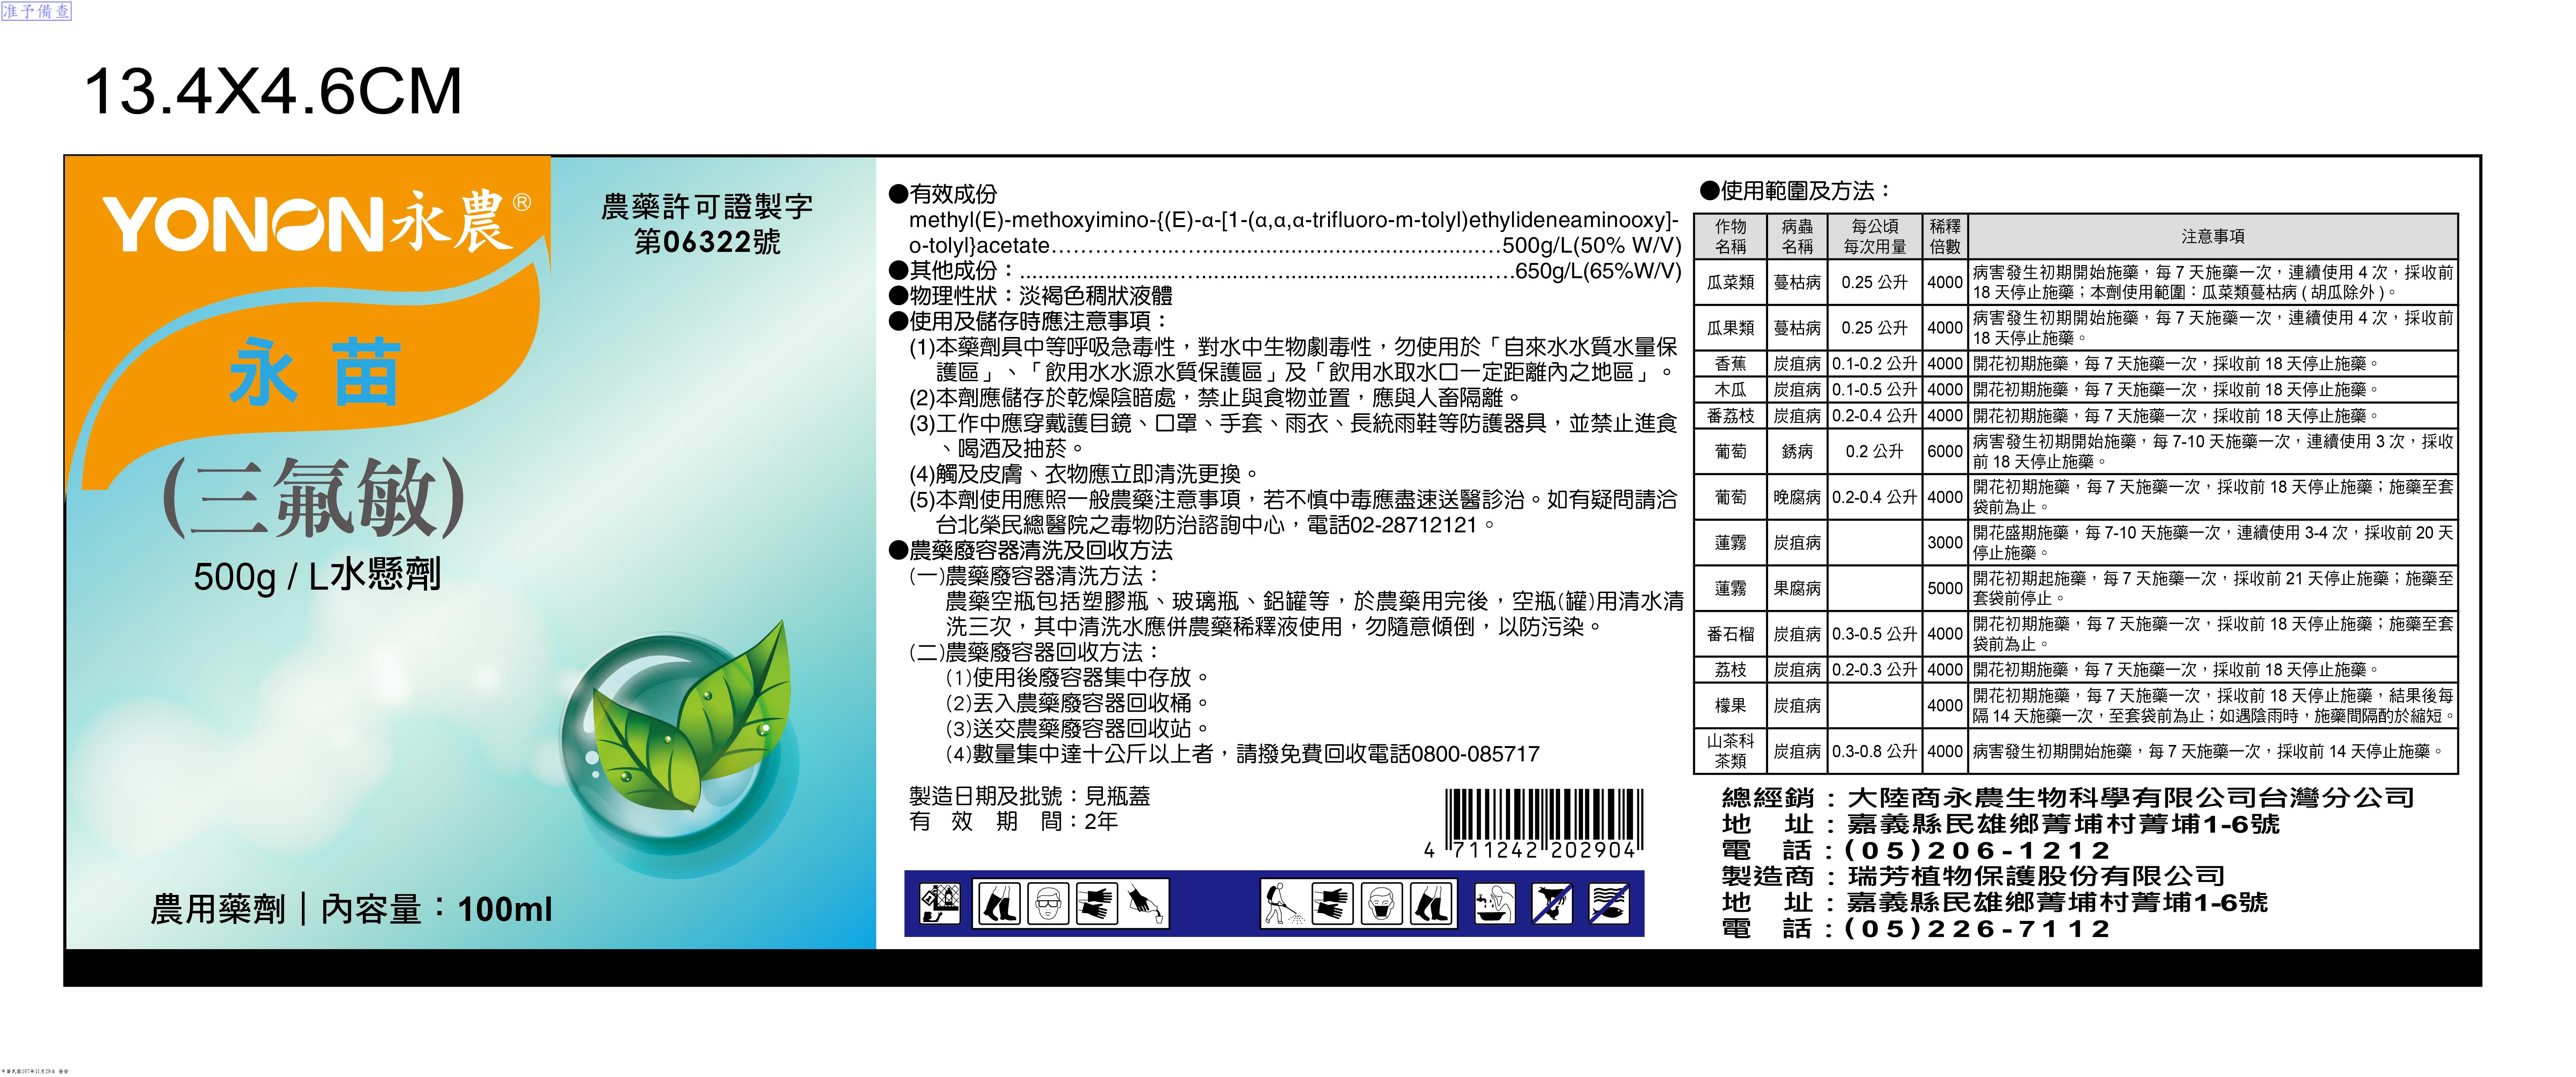 准予備查
13.4X4.6CM
YONON永農®
農藥許可證製字
第06322號
永苗
(三氟敏)
500g / L水懸劑
農用藥劑｜內容量：100ml
●有效成份
methyl(E)-methoxyimino-{(E)-α-[1-(α,α,α-trifluoro-m-tolyl)ethylideneaminooxy]-
o-tolyl}acetate.................................................................500g/L(50% W/V)
●其他成份：.................................................................650g/L(65%W/V)
●物理性狀：淡褐色稠狀液體
●使用及儲存時應注意事項：
(1)本藥劑具中等呼吸急毒性，對水中生物劇毒性，勿使用於「自來水水質水量保
護區」、「飲用水水源水質保護區」及「飲用水取水口一定距離內之地區」。
(2)本劑應儲存於乾燥陰暗處，禁止與食物並置，應與人畜隔離。
(3)工作中應穿戴護目鏡、口罩、手套、雨衣、長統雨鞋等防護器具，並禁止進食
、喝酒及抽菸。
(4)觸及皮膚、衣物應立即清洗更換。
(5)本劑使用應照一般農藥注意事項，若不慎中毒應盡速送醫診治。如有疑問請洽
台北榮民總醫院之毒物防治諮詢中心，電話02-28712121。
●農藥廢容器清洗及回收方法
(一)農藥廢容器清洗方法：
農藥空瓶包括塑膠瓶、玻璃瓶、鋁罐等，於農藥用完後，空瓶(罐)用清水清
洗三次，其中清洗水應併農藥稀釋液使用，勿隨意傾倒，以防污染。
(二)農藥廢容器回收方法：
(1)使用後廢容器集中存放。
(2)丟入農藥廢容器回收桶。
(3)送交農藥廢容器回收站。
(4)數量集中達十公斤以上者，請撥免費回收電話0800-085717
製造日期及批號：見瓶蓋
有效期間：2年
4 711242 202904
●使用範圍及方法：
作物名稱 病蟲名稱 每公頃每次用量 稀釋倍數 注意事項
瓜菜類 蔓枯病 0.25 公升 4000 病害發生初期開始施藥，每 7 天施藥一次，連續使用 4 次，採收前
18 天停止施藥；本劑使用範圍：瓜菜類蔓枯病 ( 胡瓜除外 )。
瓜果類 蔓枯病 0.25 公升 4000 病害發生初期開始施藥，每 7 天施藥一次，連續使用 4 次，採收前
18 天停止施藥。
香蕉 炭疽病 0.1-0.2 公升 4000 開花初期施藥，每 7 天施藥一次，採收前 18 天停止施藥。
木瓜 炭疽病 0.1-0.5 公升 4000 開花初期施藥，每 7 天施藥一次，採收前 18 天停止施藥。
番荔枝 炭疽病 0.2-0.4 公升 4000 開花初期施藥，每 7 天施藥一次，採收前 18 天停止施藥。
葡萄 銹病 0.2 公升 6000 病害發生初期開始施藥，每 7-10 天施藥一次，連續使用 3 次，採收
前 18 天停止施藥。
葡萄 晚腐病 0.2-0.4 公升 4000 開花初期施藥，每 7 天施藥一次，採收前 18 天停止施藥；施藥至套
袋前為止。
蓮霧 炭疽病 3000 開花盛期施藥，每 7-10 天施藥一次，連續使用 3-4 次，採收前 20 天
停止施藥。
蓮霧 果腐病 5000 開花初期起施藥，每 7 天施藥一次，採收前 21 天停止施藥；施藥至
套袋前停止。
番石榴 炭疽病 0.3-0.5 公升 4000 開花初期施藥，每 7 天施藥一次，採收前 18 天停止施藥；施藥至套
袋前為止。
荔枝 炭疽病 0.2-0.3 公升 4000 開花初期施藥，每 7 天施藥一次，採收前 18 天停止施藥。
檬果 炭疽病 4000 開花初期施藥，每 7 天施藥一次，採收前 18 天停止施藥，結果後每
隔 14 天施藥一次，至套袋前為止；如遇陰雨時，施藥間隔酌於縮短。
山茶科茶類 炭疽病 0.3-0.8 公升 4000 病害發生初期開始施藥，每 7 天施藥一次，採收前 14 天停止施藥。
總經銷：大陸商永農生物科學有限公司台灣分公司
地址：嘉義縣民雄鄉菁埔村菁埔1-6號
電話：(05)206-1212
製造商：瑞芳植物保護股份有限公司
地址：嘉義縣民雄鄉菁埔村菁埔1-6號
電話：(05)226-7112